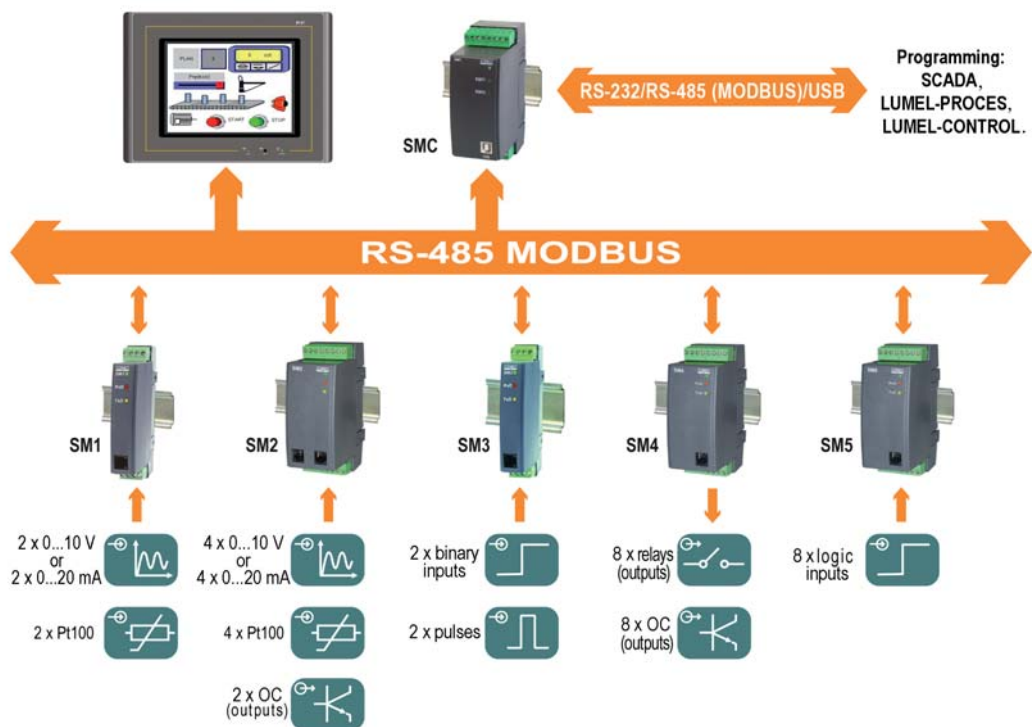 PLAN
START
STOP
SMC
RS-232/RS-485 (MODBUS)/USB
Programming:
SCADA,
LUMEL-PROCES,
LUMEL-CONTROL.
RS-485 MODBUS
SM1
SM2
SM3
SM4
SM5
2 x 0...10 V
or
2 x 0...20 mA
2 x Pt100
4 x 0...10 V
or
4 x 0...20 mA
4 x Pt100
2 x OC
(outputs)
2 x binary
inputs
2 x pulses
8 x relays
(outputs)
8 x OC
(outputs)
8 x logic
inputs